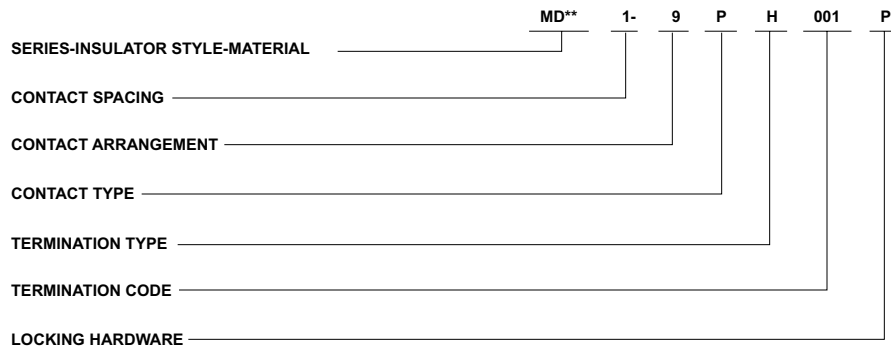 MD** 1- 9 P H 001 P
SERIES-INSULATOR STYLE-MATERIAL
CONTACT SPACING
CONTACT ARRANGEMENT
CONTACT TYPE
TERMINATION TYPE
TERMINATION CODE
LOCKING HARDWARE